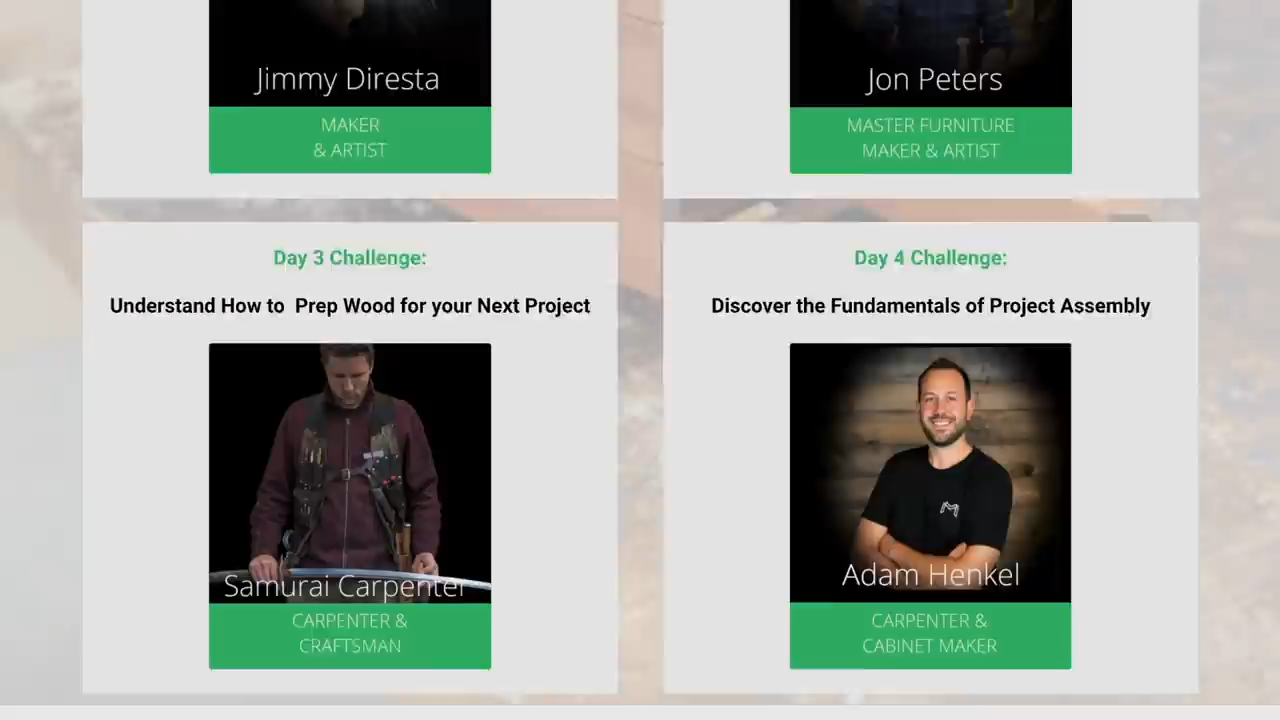 Jimmy Diresta
MAKER
& ARTIST
Jon Peters
MASTER FURNITURE
MAKER & ARTIST
Day 3 Challenge:
Understand How to  Prep Wood for your Next Project
Samurai Carpenter
CARPENTER &
CRAFTSMAN
Day 4 Challenge:
Discover the Fundamentals of Project Assembly
Adam Henkel
CARPENTER &
CABINET MAKER